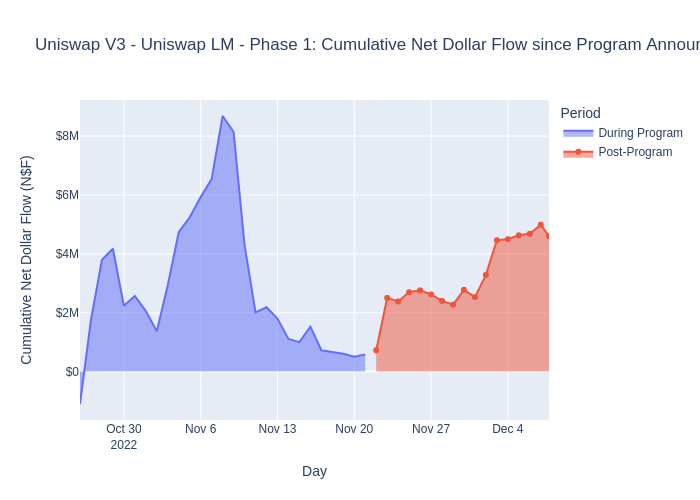 Uniswap V3 - Uniswap LM - Phase 1: Cumulative Net Dollar Flow since Program
Period
During Program
Post-Program
Cumulative Net Dollar Flow (N$F)
$8M
$6M
$4M
$2M
$0
Oct 30
2022
Nov 6
Nov 13
Nov 20
Nov 27
Dec 4
Day